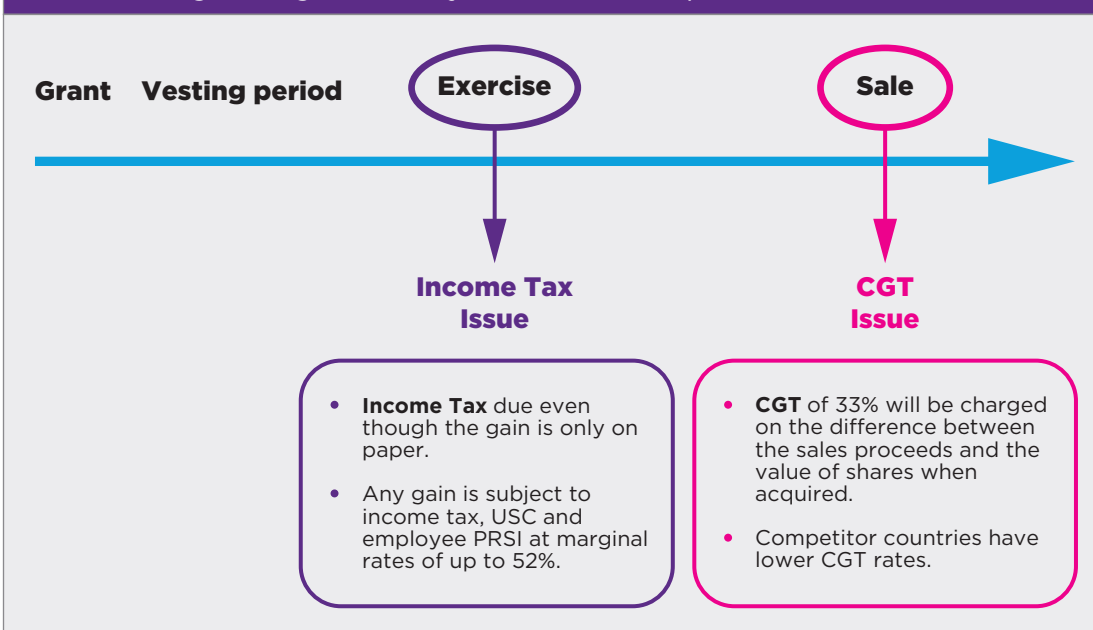 Grant Vesting period Exercise Sale
Income Tax
Issue
CGT
Issue
• Income Tax due even
though the gain is only on
paper.
• Any gain is subject to
income tax, USC and
employee PRSI at marginal
rates of up to 52%.
• CGT of 33% will be charged
on the difference between
the sales proceeds and the
value of shares when
acquired.
• Competitor countries have
lower CGT rates.